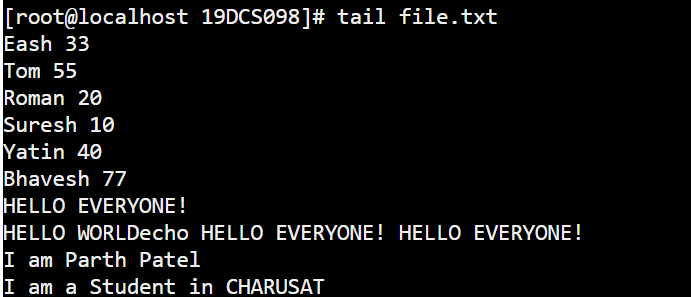 [root@localhost 19DCS098]# tail file.txt
Eash 33
Tom 55
Roman 20
Suresh 10
Yatin 40
Bhavesh 77
HELLO EVERYONE!
HELLO WORLDecho HELLO EVERYONE! HELLO EVERYONE!
I am Parth Patel
I am a Student in CHARUSAT